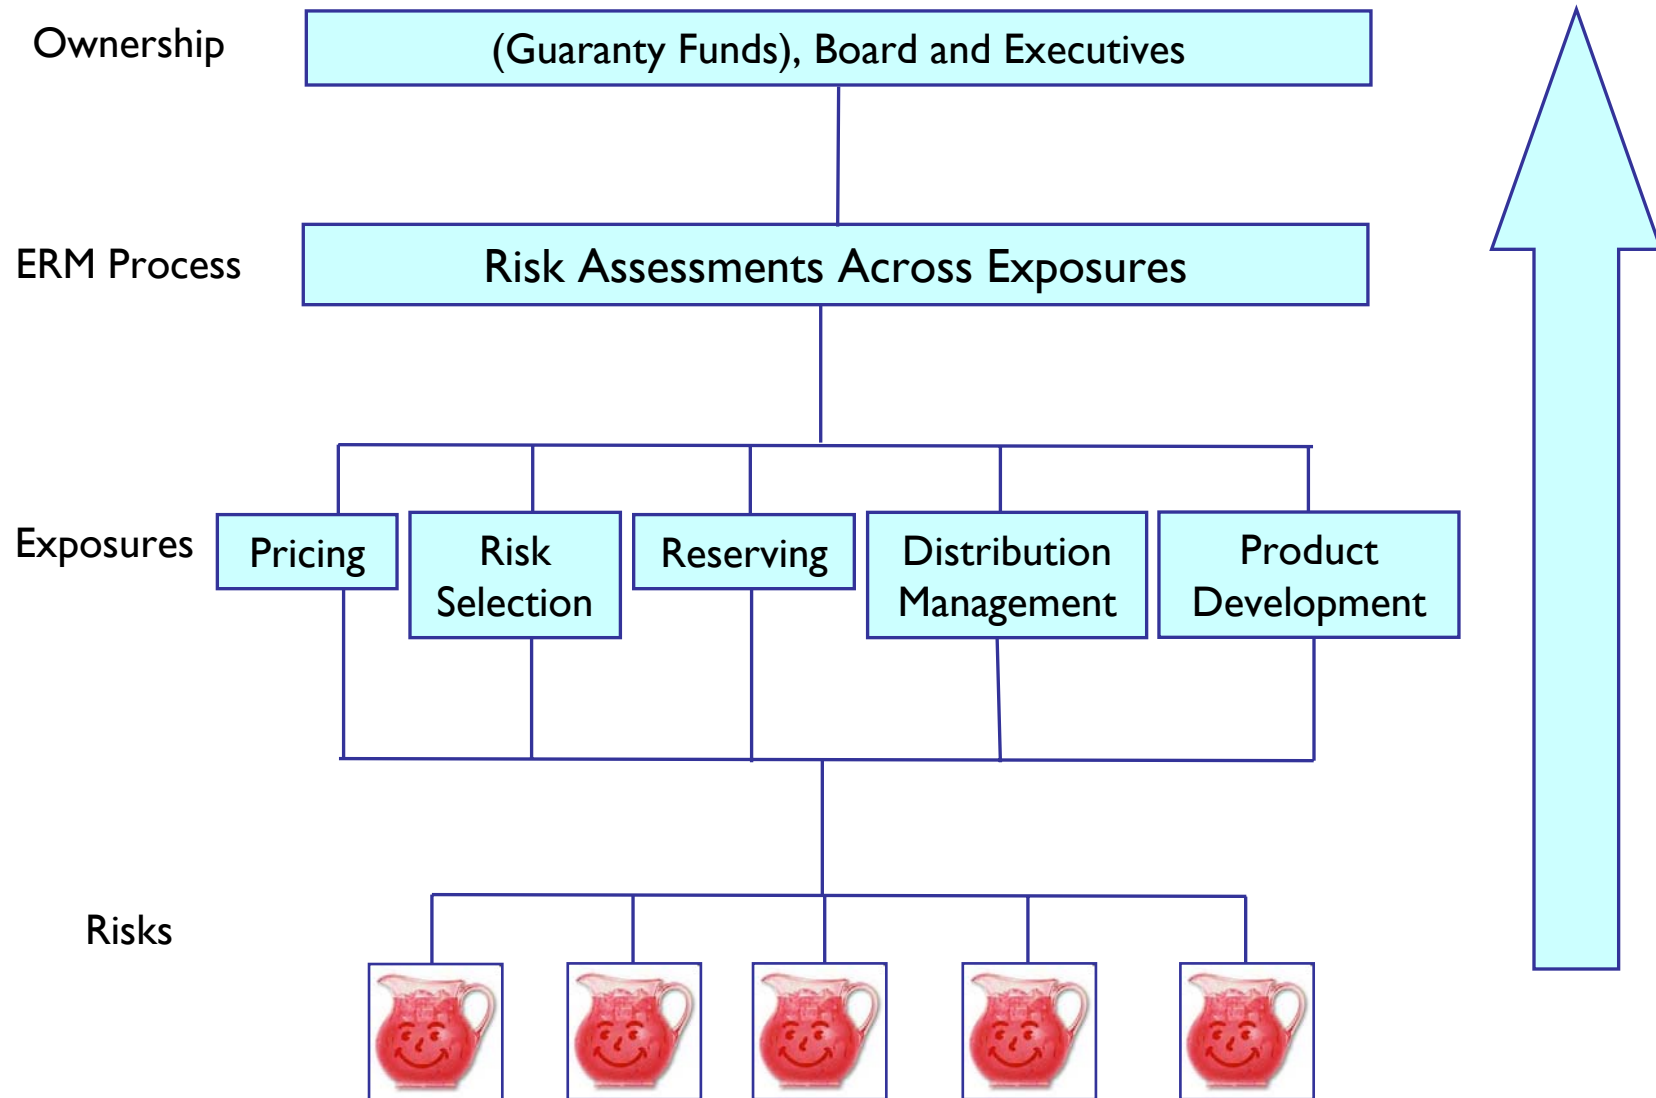 Ownership
(Guaranty Funds), Board and Executives
ERM Process
Risk Assessments Across Exposures
Exposures
Pricing
Risk
Selection
Reserving
Distribution
Management
Product
Development
Risks